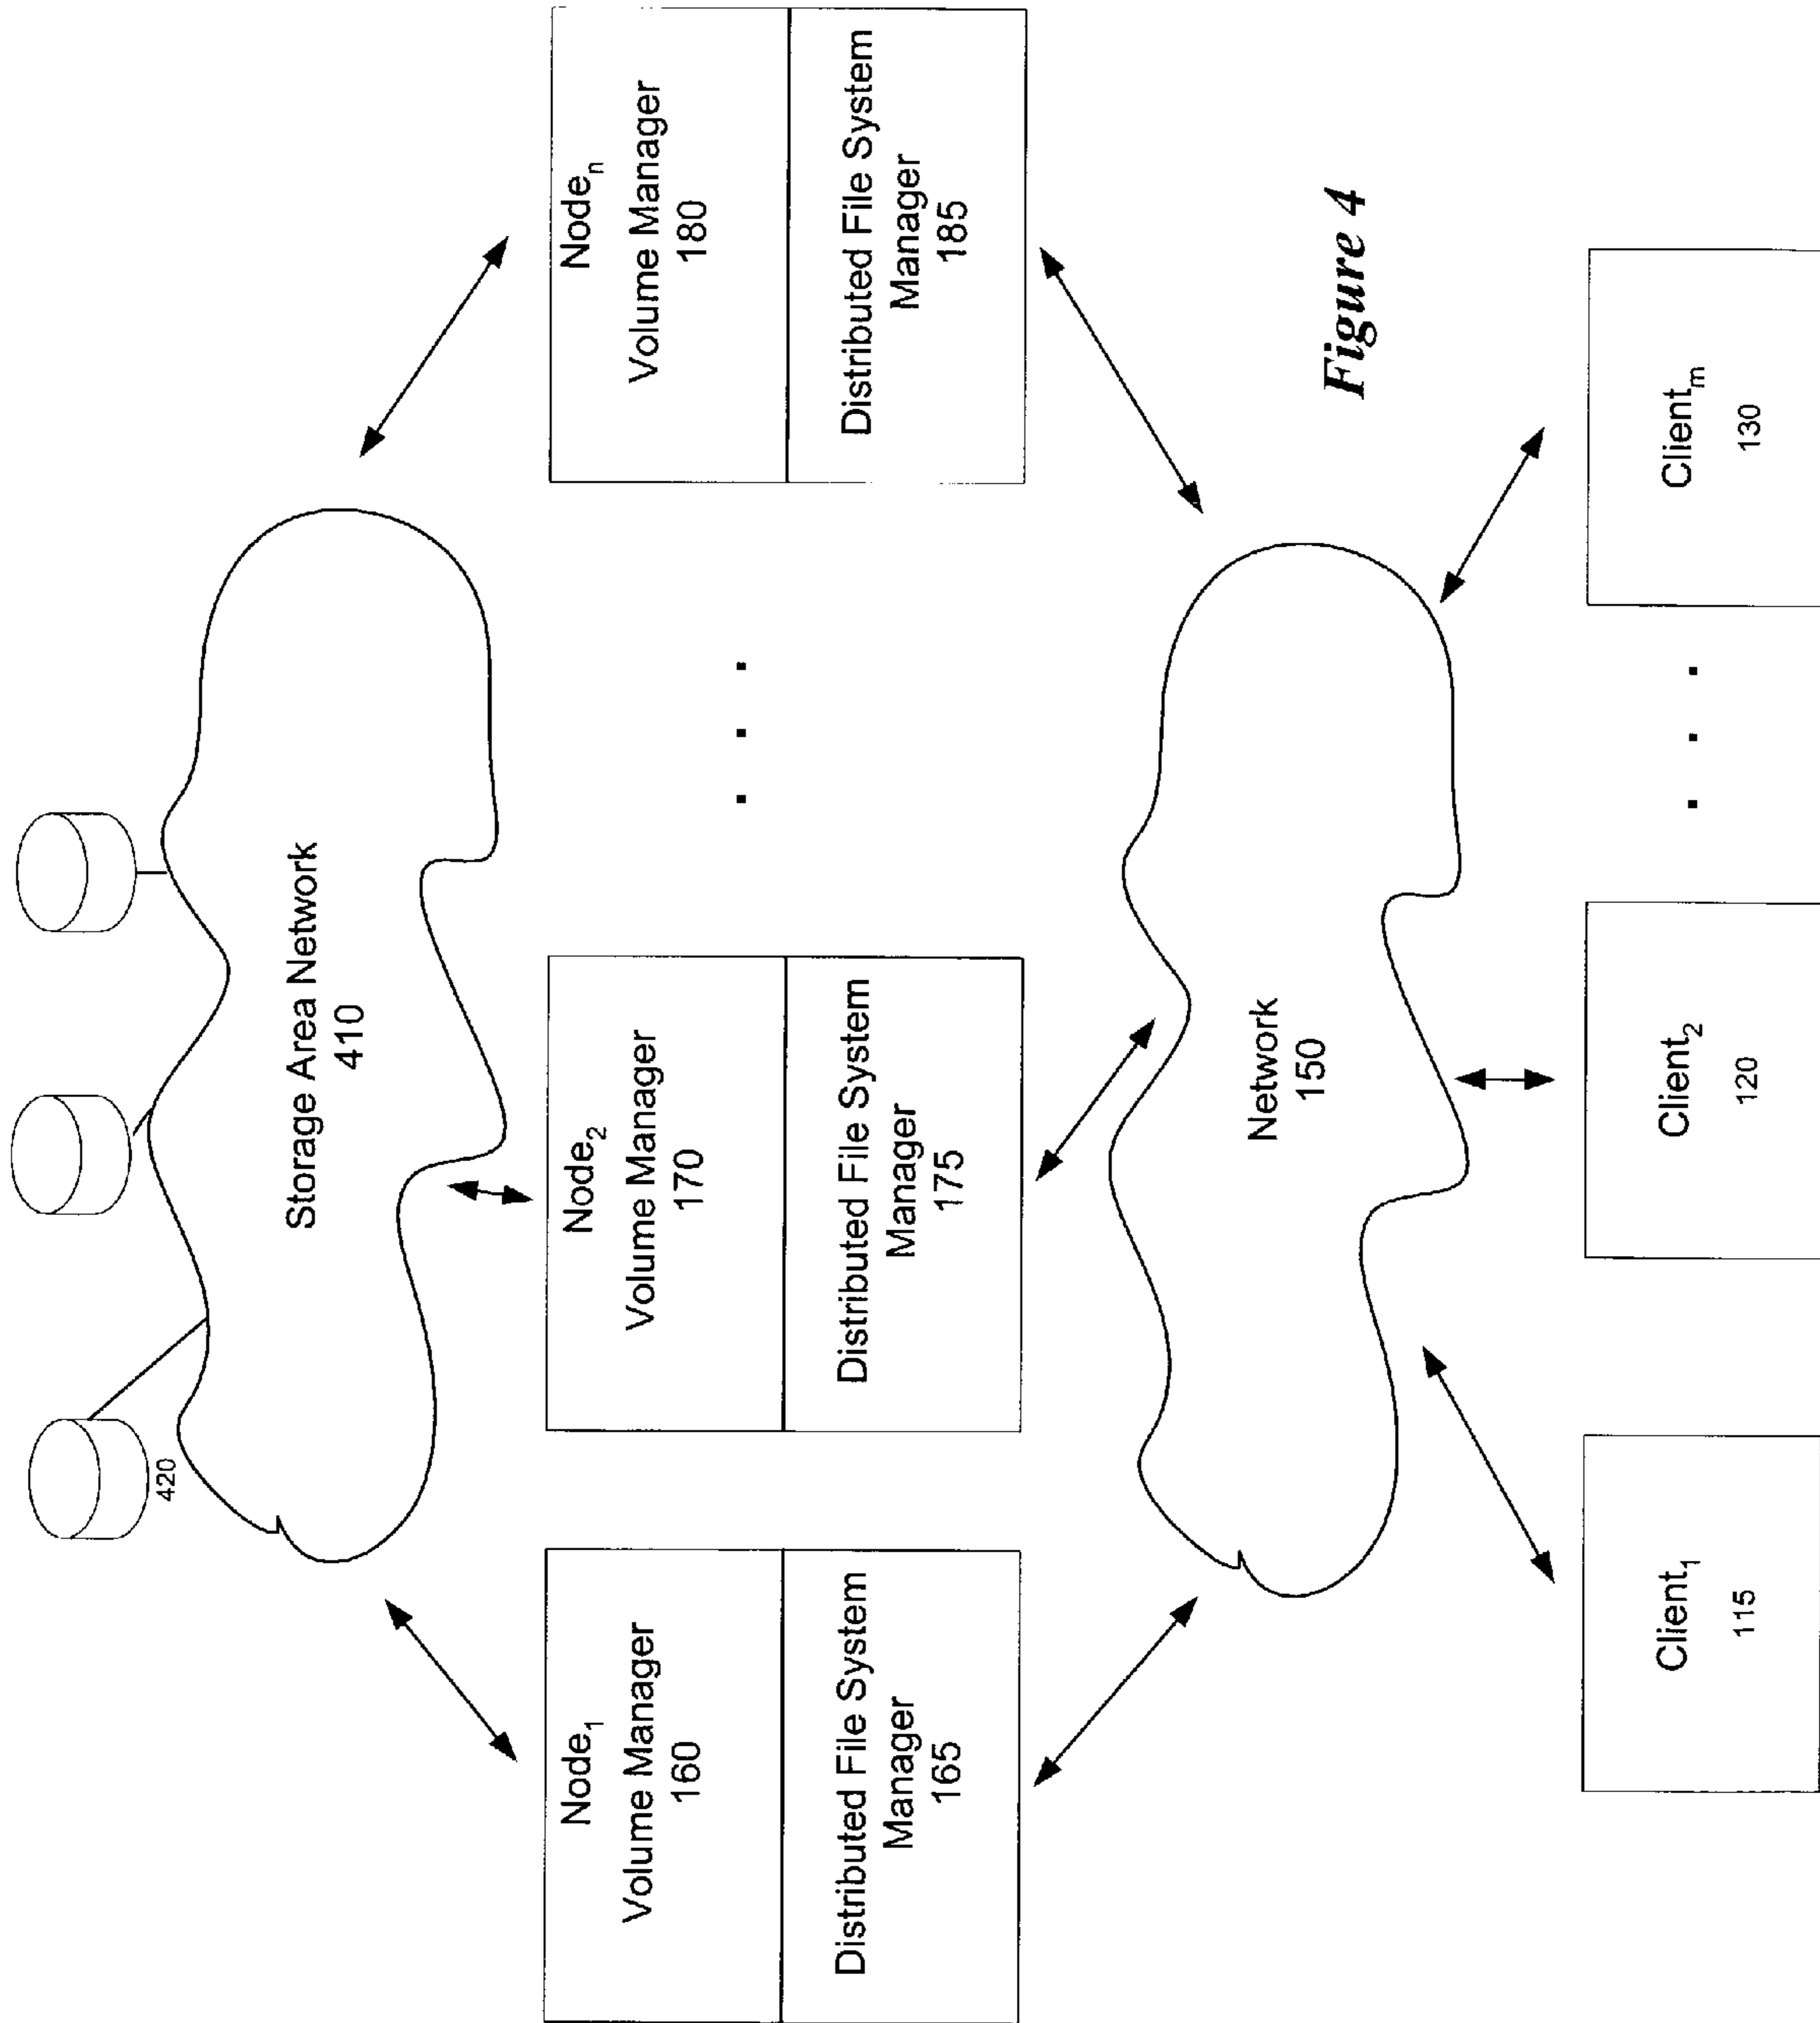 420
Storage Area Network
410
Node1
Volume Manager
160
Distributed File System
Manager
165
Node2
Volume Manager
170
Distributed File System
Manager
175
. . .
Noden
Volume Manager
180
Distributed File System
Manager
185
Network
150
Client1
115
Client2
120
. . .
Clientm
130
Figure 4